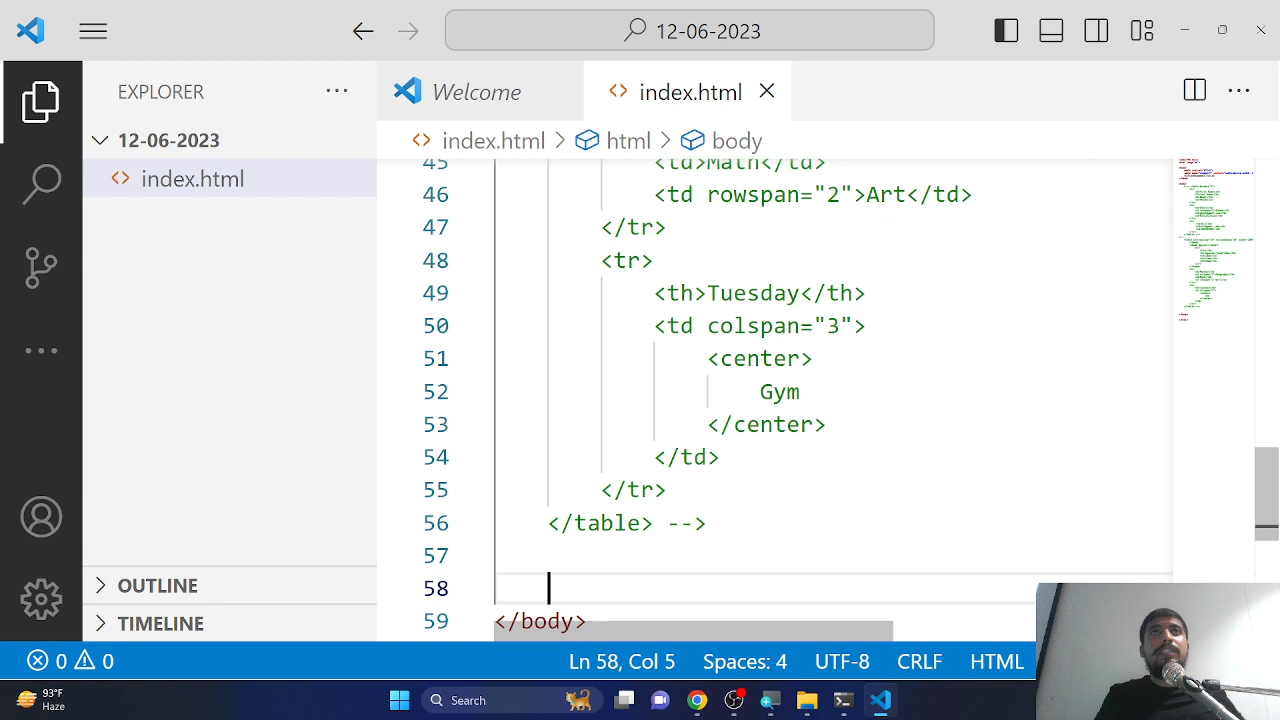 12-06-2023
EXPLORER
12-06-2023
index.html
OUTLINE
TIMELINE
Welcome
index.html
index.html > html > body
45 <td>Math</td>
46 <td rowspan="2">Art</td>
47 </tr>
48 <tr>
49 <th>Tuesday</th>
50 <td colspan="3">
51 <center>
52 Gym
53 </center>
54 </td>
55 </tr>
56 </table> -->
57
58
59 </body>
0 0
Ln 58, Col 5 Spaces: 4 UTF-8 CRLF HTML
93°F
Haze
Search